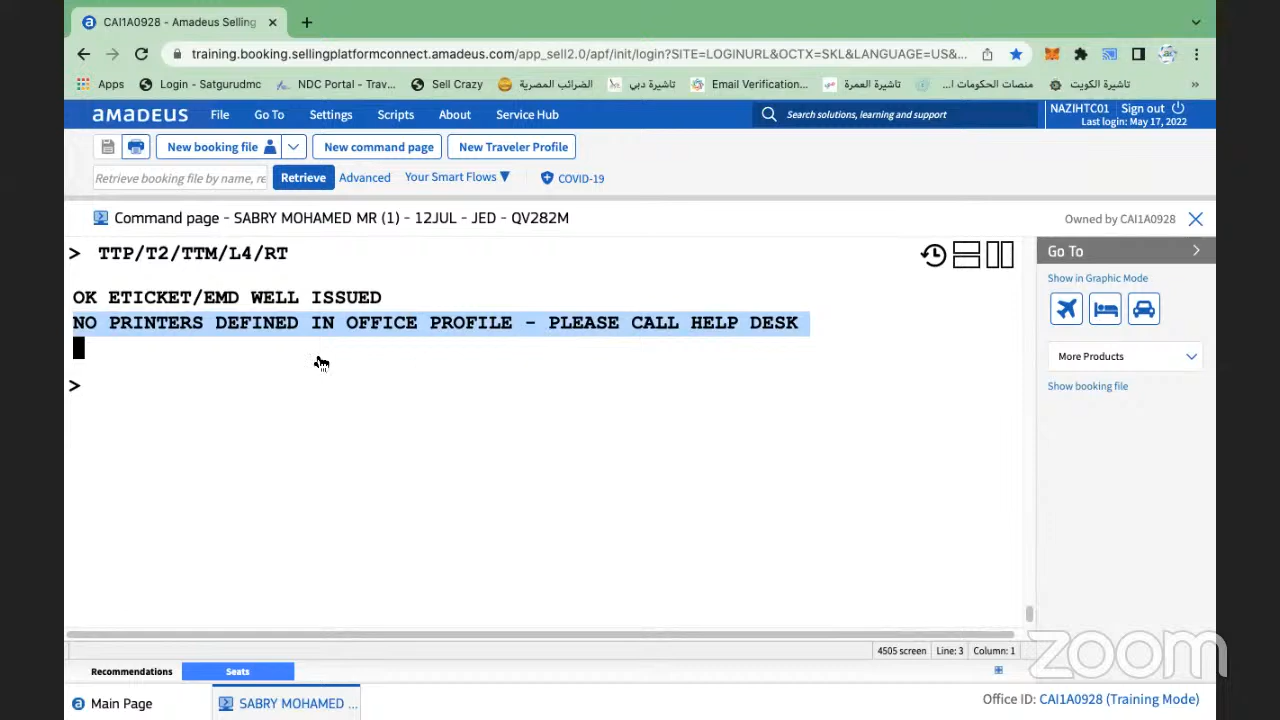 CAI1A0928 - Amadeus Selling
training.booking.sellingplatformconnect.amadeus.com/app_sell2.0/apf/init/login?SITE=LOGINURL&OCTX=SKL&LANGUAGE=US&...
Apps Login - Satgurudmc NDC Portal - Trav... Sell Crazy الضرائب المصرية تاشيرة دبي Email Verification... تاشيرة العمرة منصات الحكومات ا... تاشيرة الكويت »
amadeus File Go To Settings Scripts About Service Hub Search solutions, learning and support NAZIHTC01 Sign out
Last login: May 17, 2022
New booking file New command page New Traveler Profile
Retrieve booking file by name, re Retrieve Advanced Your Smart Flows ▼ COVID-19
Command page - SABRY MOHAMED MR (1) - 12JUL - JED - QV282M Owned by CAI1A0928
> TTP/T2/TTM/L4/RT
OK ETICKET/EMD WELL ISSUED
NO PRINTERS DEFINED IN OFFICE PROFILE - PLEASE CALL HELP DESK
>
Go To
Show in Graphic Mode
More Products
Show booking file
4505 screen Line: 3 Column: 1
zoom
Recommendations Seats
Main Page SABRY MOHAMED ... Office ID: CAI1A0928 (Training Mode)